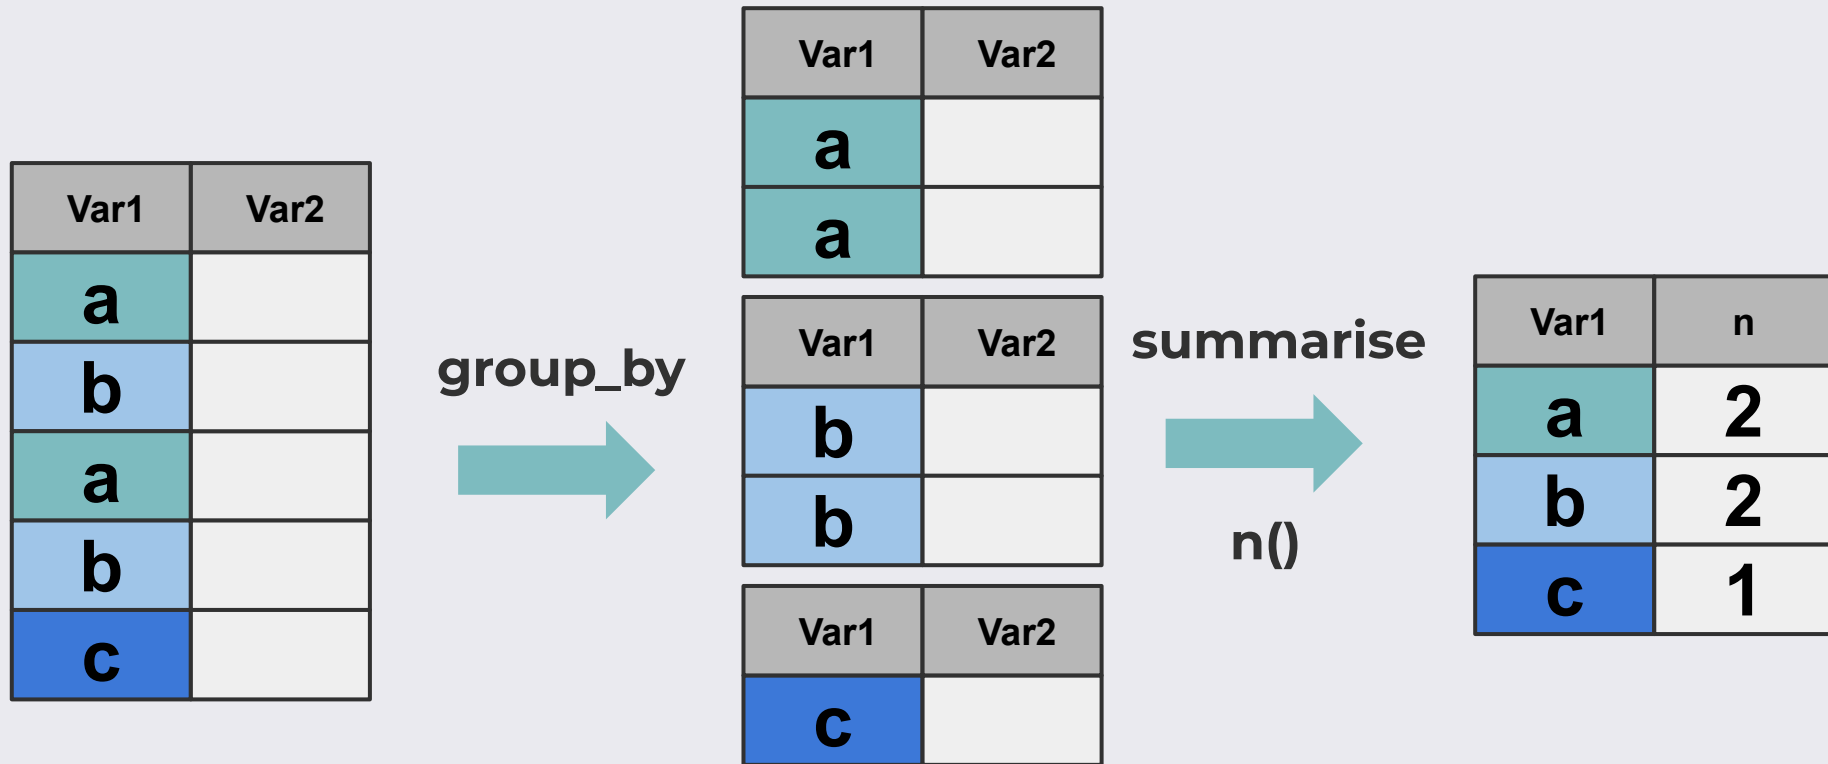 Var1 Var2
a
b
a
b
c
group_by
Var1 Var2
a
a
Var1 Var2
b
b
Var1 Var2
c
summarise
n()
Var1 n
a 2
b 2
c 1